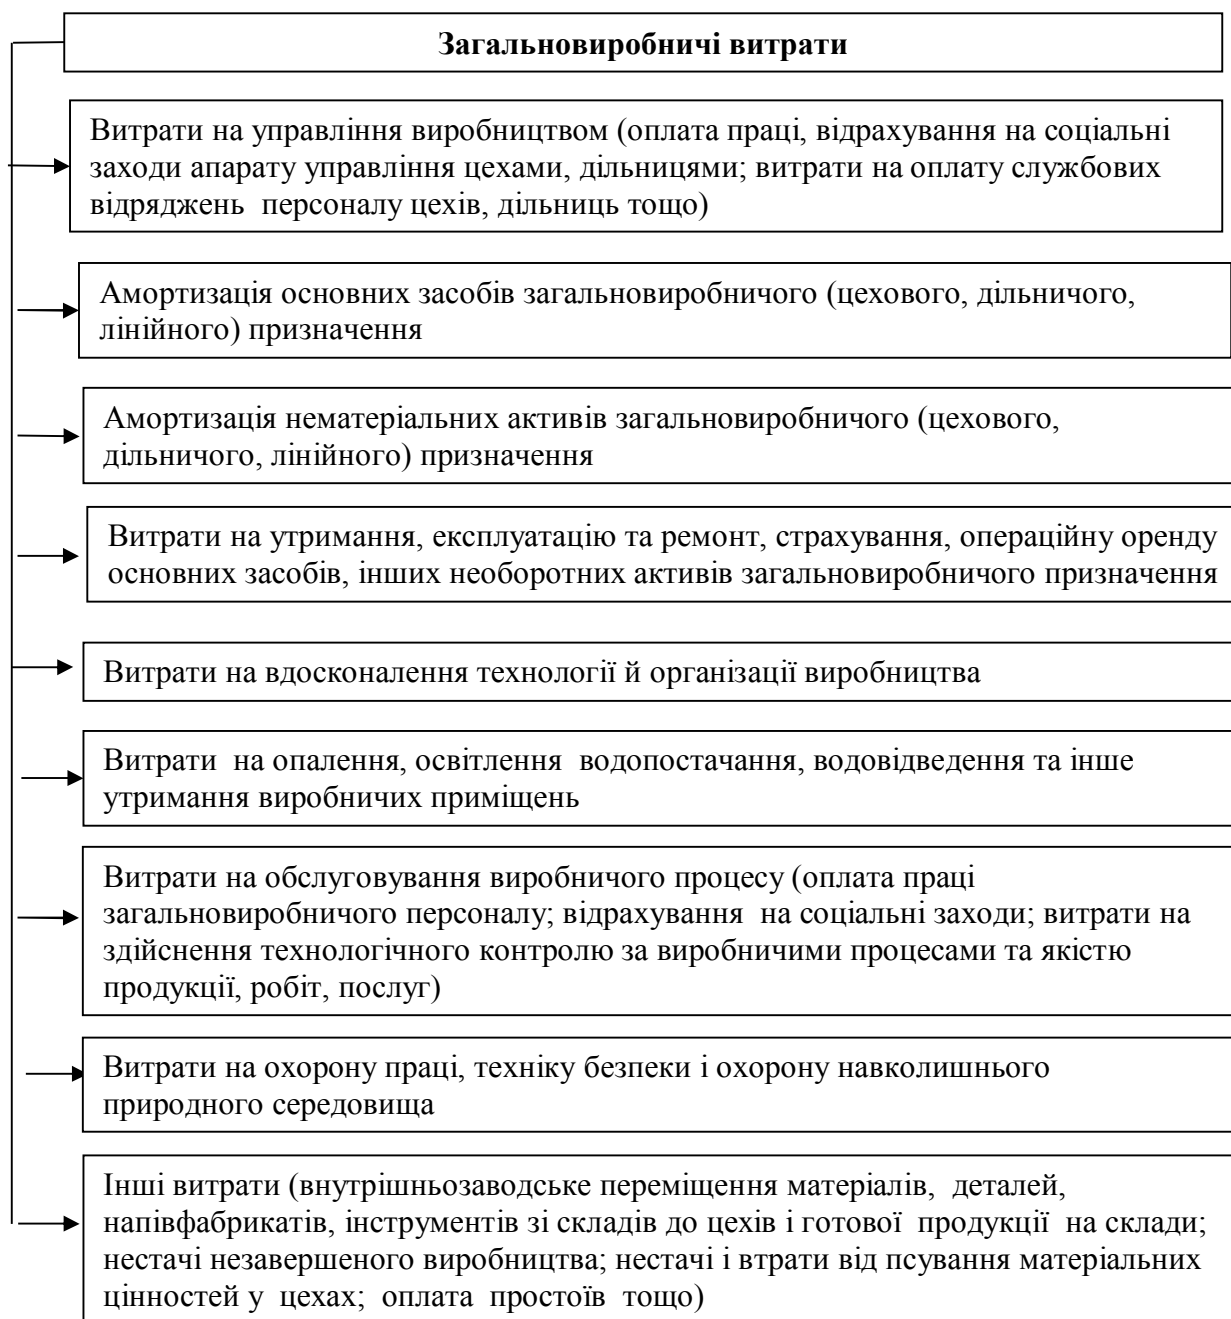 Загальновиробничі витрати
Витрати на управління виробництвом (оплата праці, відрахування на соціальні
заходи апарату управління цехами, дільницями; витрати на оплату службових
відряджень персоналу цехів, дільниць тощо)
Амортизація основних засобів загальновиробничого (цехового, дільничого,
лінійного) призначення
Амортизація нематеріальних активів загальновиробничого (цехового,
дільничого, лінійного) призначення
Витрати на утримання, експлуатацію та ремонт, страхування, операційну оренду
основних засобів, інших необоротних активів загальновиробничого призначення
Витрати на вдосконалення технології й організації виробництва
Витрати на опалення, освітлення водопостачання, водовідведення та інше
утримання виробничих приміщень
Витрати на обслуговування виробничого процесу (оплата праці
загальновиробничого персоналу; відрахування на соціальні заходи; витрати на
здійснення технологічного контролю за виробничими процесами та якістю
продукції, робіт, послуг)
Витрати на охорону праці, техніку безпеки і охорону навколишнього
природного середовища
Інші витрати (внутрішньозаводське переміщення матеріалів, деталей,
напівфабрикатів, інструментів зі складів до цехів і готової продукції на склади;
нестачі незавершеного виробництва; нестачі і втрати від псування матеріальних
цінностей у цехах; оплата простоїв тощо)